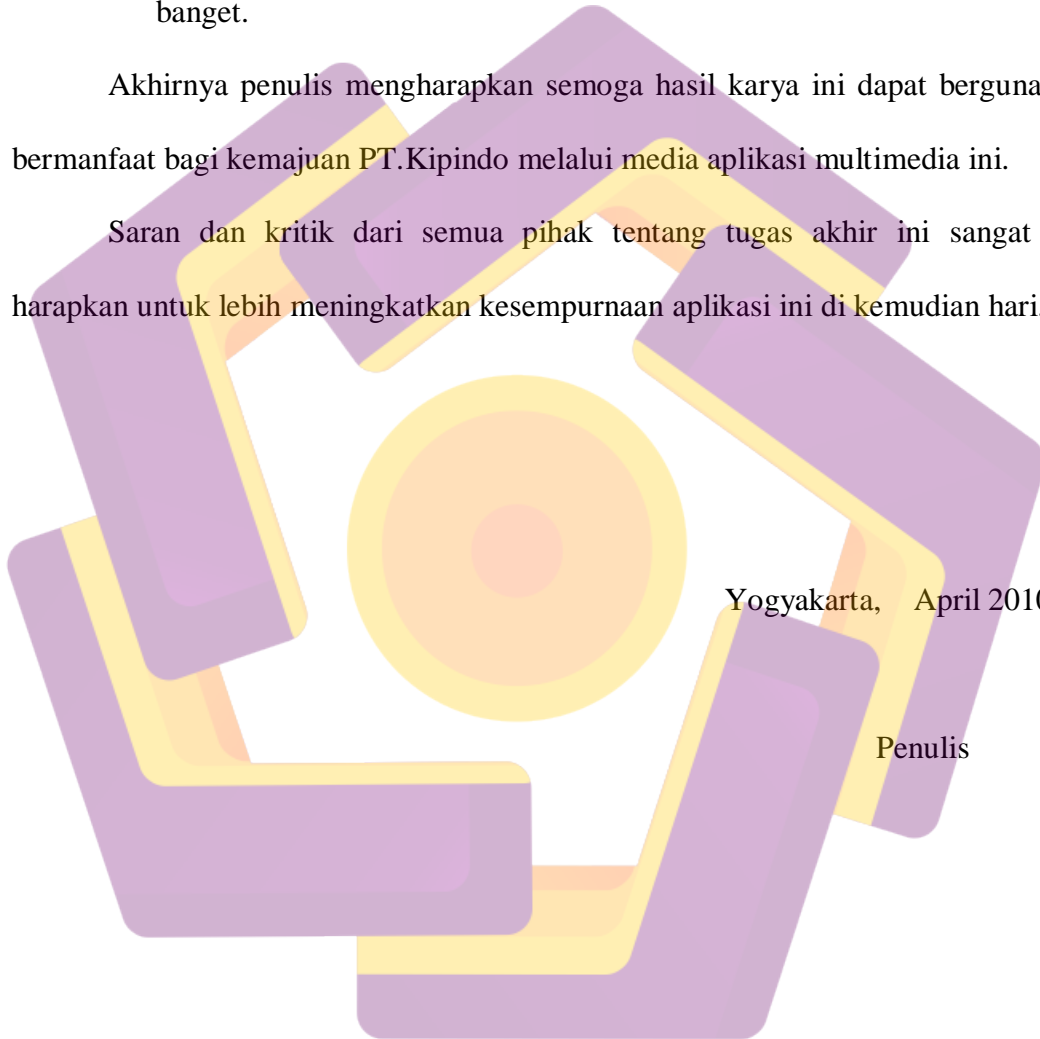 banget.
Akhirnya penulis mengharapkan semoga hasil karya ini dapat berguna
bermanfaat bagi kemajuan PT.Kipindo melalui media aplikasi multimedia ini.
Saran dan kritik dari semua pihak tentang tugas akhir ini sangat
harapkan untuk lebih meningkatkan kesempurnaan aplikasi ini di kemudian hari.
Yogyakarta, April 2010
Penulis